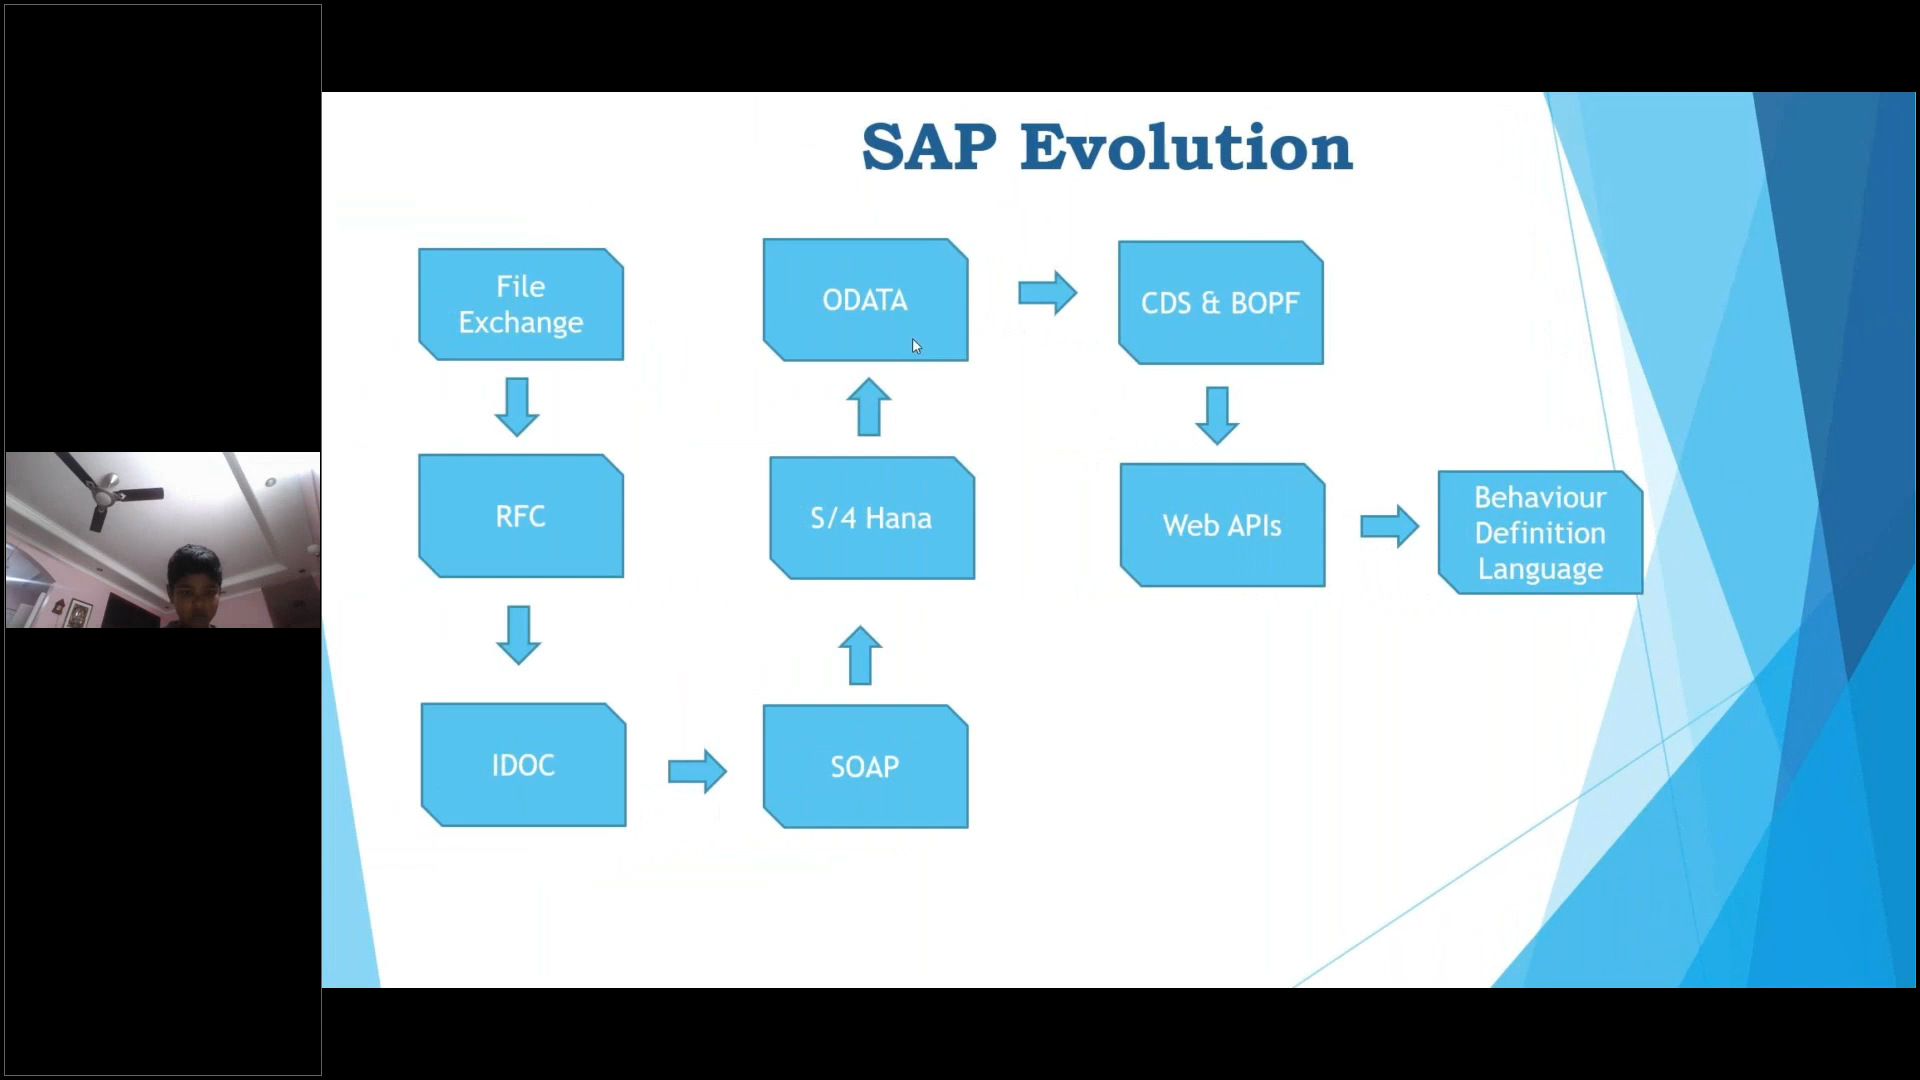 SAP Evolution
File
Exchange
RFC
IDOC
SOAP
S/4 Hana
ODATA
CDS & BOPF
Web APIs
Behaviour
Definition
Language